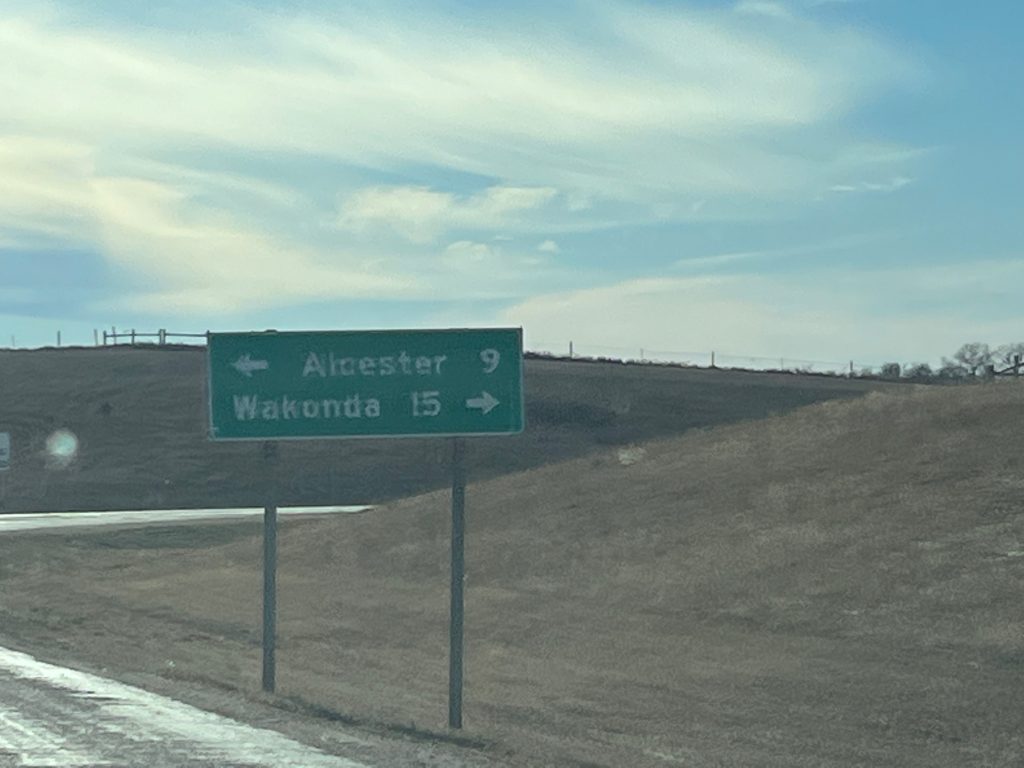 ← Alcester 9
Wakonda 15 →